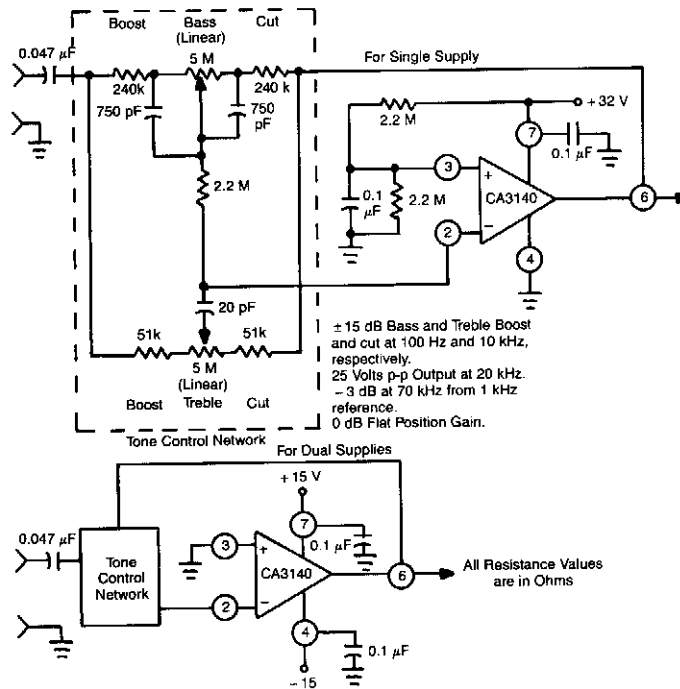 Boost Bass Cut
(Linear)
0.047 µF
5 M
240k
240 k
750 pF
750
pF
2.2 M
20 pF
51k
51k
5 M
(Linear)
Boost Treble Cut
Tone Control Network
For Single Supply
2.2 M
+32 V
7
0.1 µF
3
+
CA3140
0.1
µF
2.2 M
2
−
6
4
±15 dB Bass and Treble Boost
and cut at 100 Hz and 10 kHz,
respectively.
25 Volts p-p Output at 20 kHz.
−3 dB at 70 kHz from 1 kHz
reference.
0 dB Flat Position Gain.
For Dual Supplies
+15 V
0.047 µF
7
0.1 µF
3
+
Tone
Control
Network
CA3140
6
All Resistance Values
are in Ohms
2
−
4
0.1 µF
−15